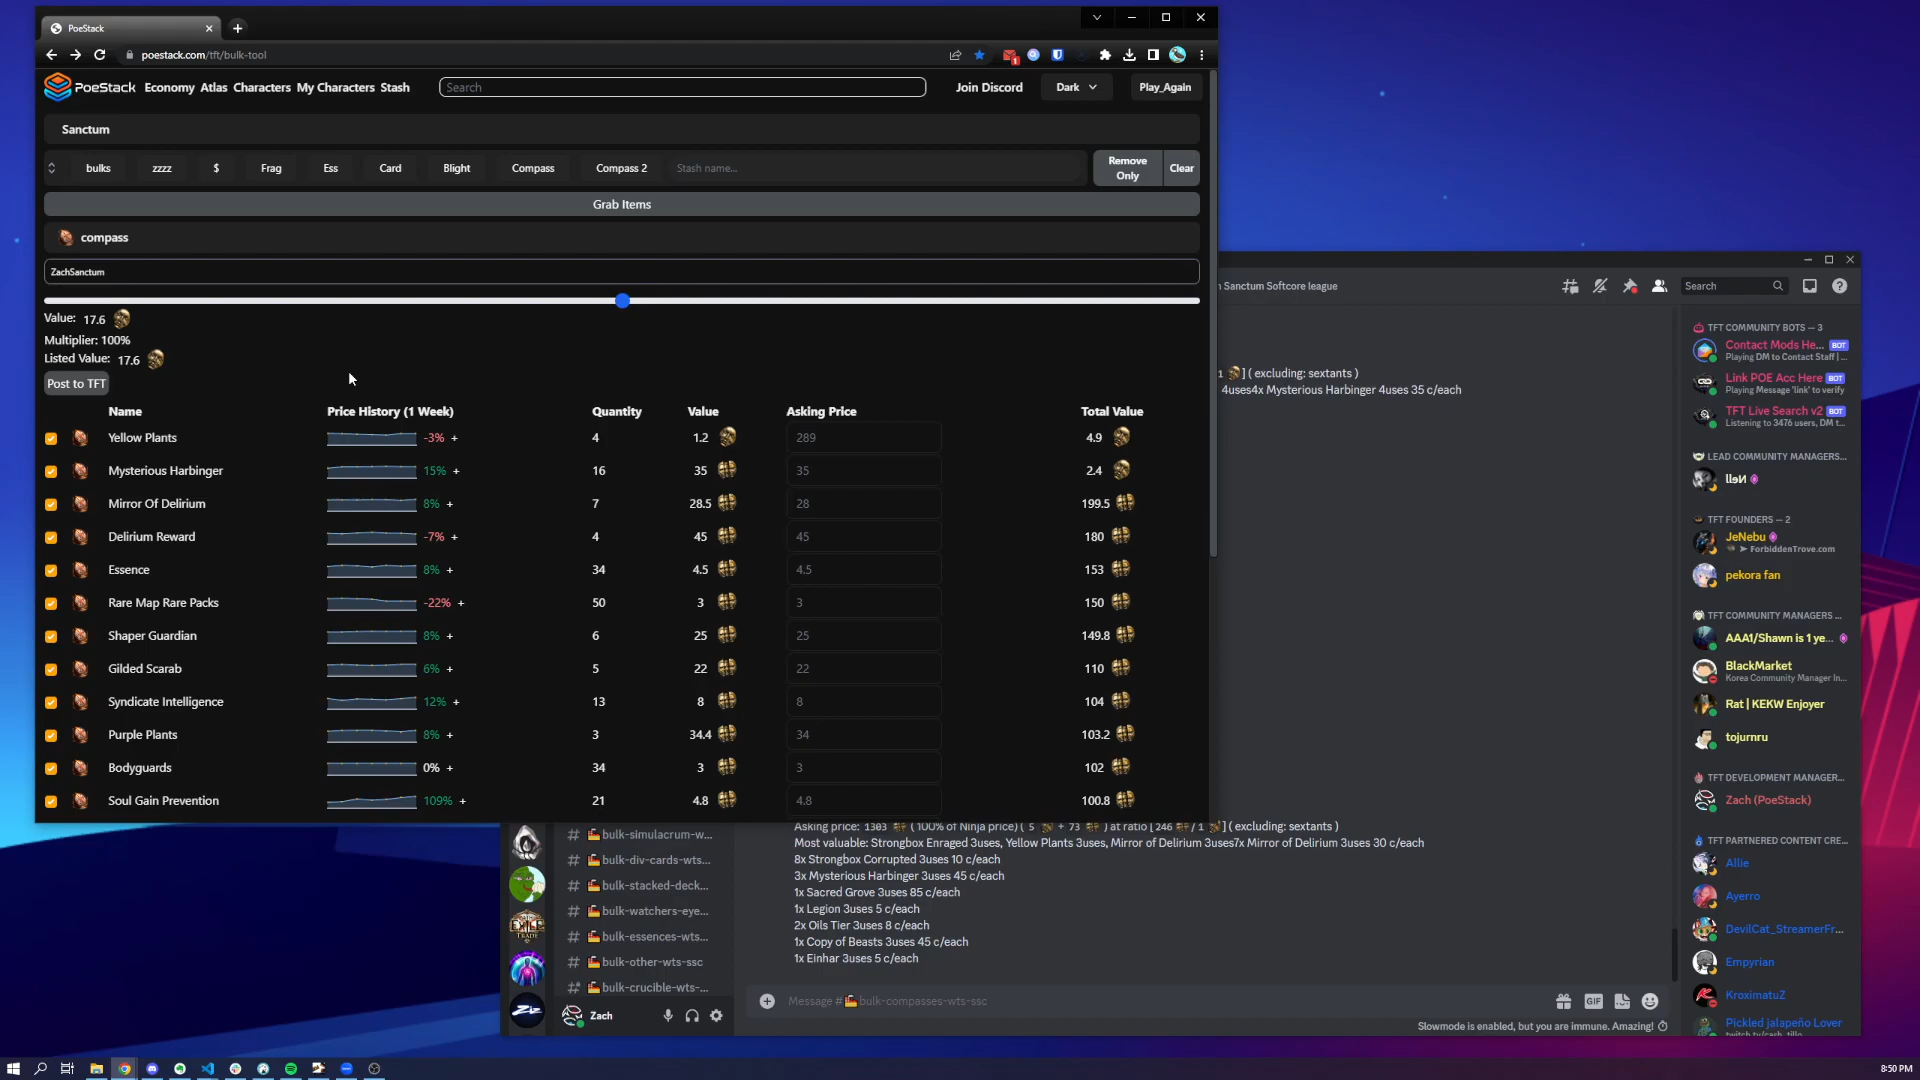 PoeStack
poestack.com/tft/bulk-tool
PoeStack Economy Atlas Characters My Characters Stash
Search
Join Discord
Dark
Play_Again
Sanctum
bulks zzzz $ Frag Ess Card Blight Compass Compass 2
Stash name...
Remove
Only
Clear
Grab Items
compass
ZachSanctum
Value: 17.6
Multiplier: 100%
Listed Value: 17.6
Post to TFT
Name Price History (1 Week) Quantity Value Asking Price Total Value
Yellow Plants -3% + 4 1.2 289 4.9
Mysterious Harbinger 15% + 16 35 35 2.4
Mirror Of Delirium 8% + 7 28.5 28 199.5
Delirium Reward -7% + 4 45 45 180
Essence 8% + 34 4.5 4.5 153
Rare Map Rare Packs -22% + 50 3 3 150
Shaper Guardian 8% + 6 25 25 149.8
Gilded Scarab 6% + 5 22 22 110
Syndicate Intelligence 12% + 13 8 8 104
Purple Plants 8% + 3 34.4 34 103.2
Bodyguards 0% + 34 3 3 102
Soul Gain Prevention 109% + 21 4.8 4.8 100.8
Sanctum Softcore league
Search
1 ] ( excluding: sextants )
4uses4x Mysterious Harbinger 4uses 35 c/each
Asking price: 1303 (100% of Ninja price) ( 5 + 73 ) at ratio [246 / 1 ] ( excluding: sextants )
Most valuable: Strongbox Enraged 3uses, Yellow Plants 3uses, Mirror of Delirium 3uses7x Mirror of Delirium 3uses 30 c/each
8x Strongbox Corrupted 3uses 10 c/each
3x Mysterious Harbinger 3uses 45 c/each
1x Sacred Grove 3uses 85 c/each
1x Legion 3uses 5 c/each
2x Oils Tier 3uses 8 c/each
1x Copy of Beasts 3uses 45 c/each
1x Einhar 3uses 5 c/each
bulk-simulacrum-w...
bulk-div-cards-wts...
bulk-stacked-deck...
bulk-watchers-eye...
bulk-essences-wts...
bulk-other-wts-ssc
bulk-crucible-wts-...
Zach
Message # bulk-compasses-wts-ssc
GIF
Slowmode is enabled, but you are immune. Amazing!
TFT COMMUNITY BOTS — 3
Contact Mods He... BOT
Playing DM to Contact Staff | ...
Link POE Acc Here BOT
Playing Message 'link' to verify
TFT Live Search v2 BOT
Listening to 3476 users, DM t...
LEAD COMMUNITY MANAGERS...
TFT FOUNDERS — 2
JeNebu
➤ ForbiddenTrove.com
pekora fan
TFT COMMUNITY MANAGERS ...
AAA1/Shawn is 1 ye...
BlackMarket
Korea Community Manager In...
Rat | KEKW Enjoyer
tojurnru
TFT DEVELOPMENT MANAGER...
Zach (PoeStack)
TFT PARTNERED CONTENT CRE...
Allie
Ayerro
DevilCat_StreamerFr...
Empyrian
KroximatuZ
Pickled jalapeño Lover
8:50 PM